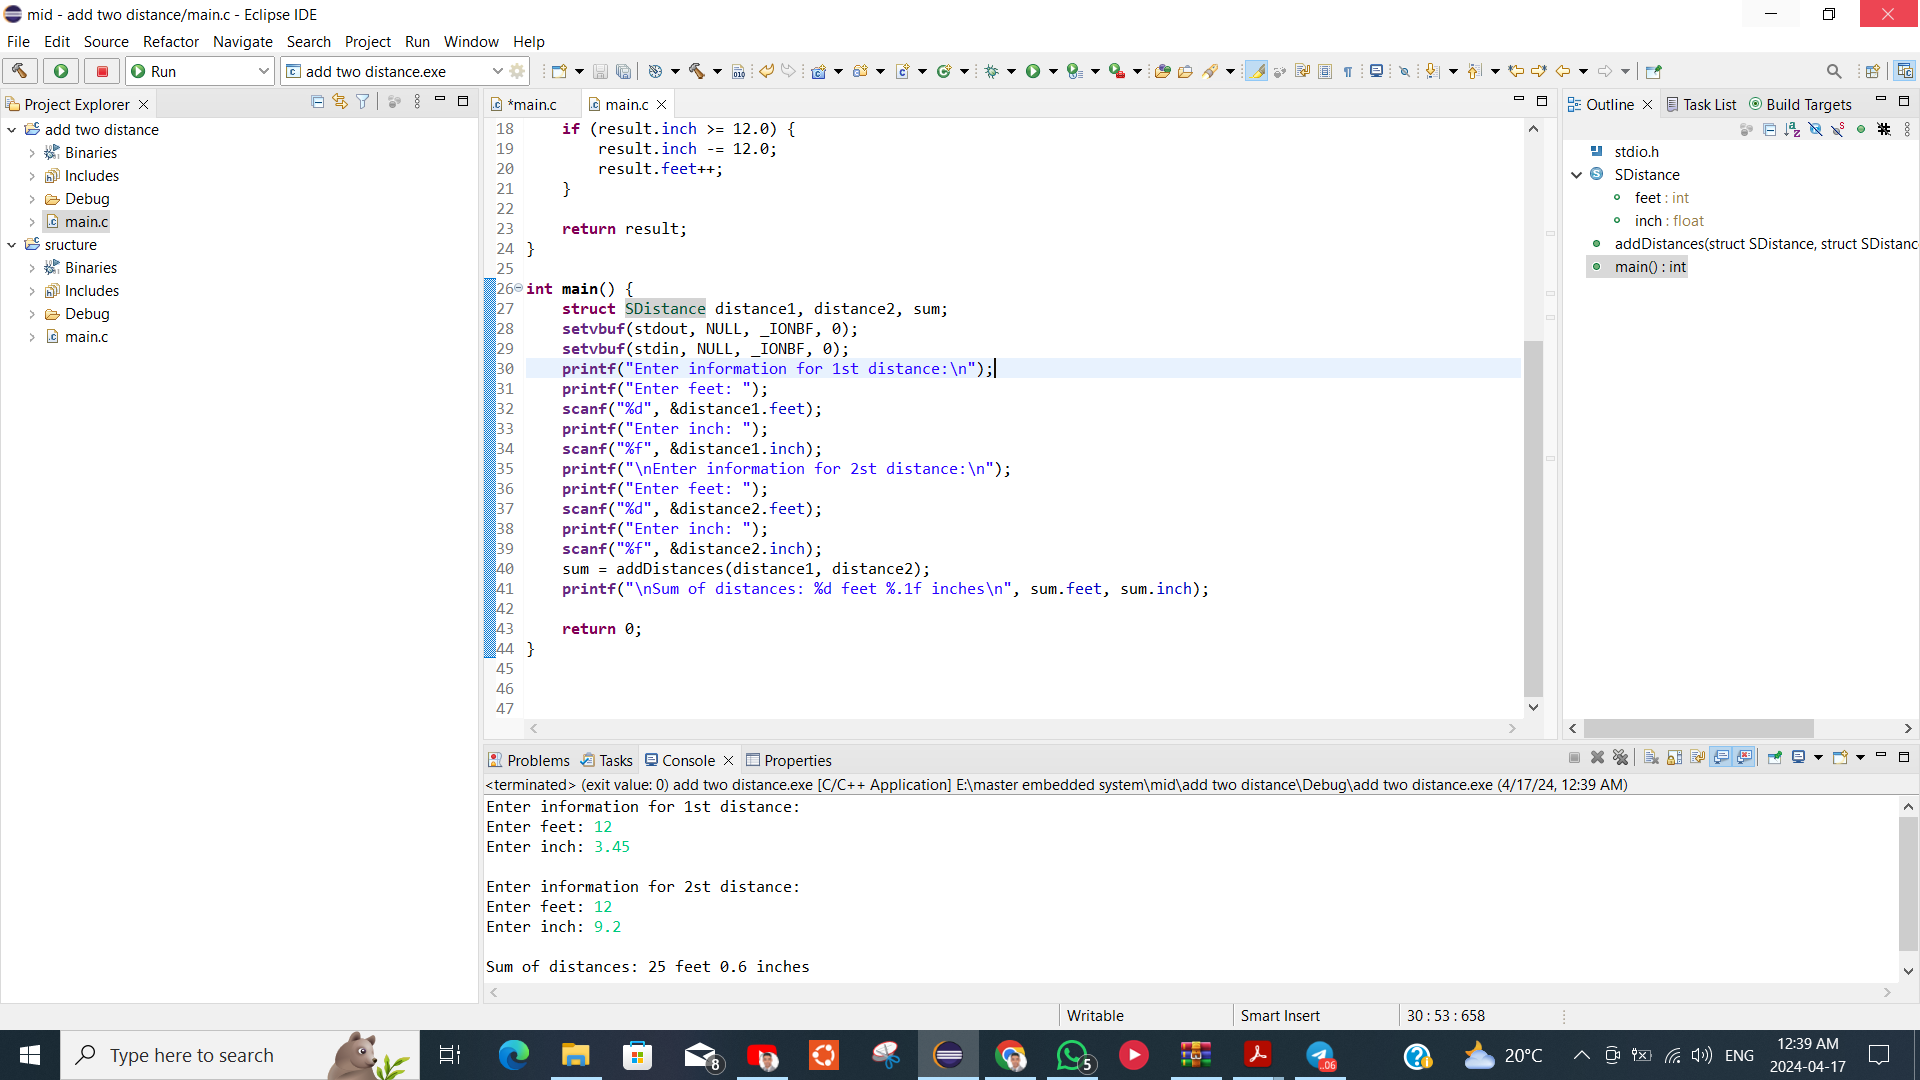 mid - add two distance/main.c - Eclipse IDE
File Edit Source Refactor Navigate Search Project Run Window Help
Run add two distance.exe
Project Explorer
add two distance
Binaries
Includes
Debug
main.c
sructure
Binaries
Includes
Debug
main.c
*main.c main.c
18 if (result.inch >= 12.0) {
19 result.inch -= 12.0;
20 result.feet++;
21 }
22
23 return result;
24 }
25
26 int main() {
27 struct SDistance distance1, distance2, sum;
28 setvbuf(stdout, NULL, _IONBF, 0);
29 setvbuf(stdin, NULL, _IONBF, 0);
30 printf("Enter information for 1st distance:\n");
31 printf("Enter feet: ");
32 scanf("%d", &distance1.feet);
33 printf("Enter inch: ");
34 scanf("%f", &distance1.inch);
35 printf("\nEnter information for 2st distance:\n");
36 printf("Enter feet: ");
37 scanf("%d", &distance2.feet);
38 printf("Enter inch: ");
39 scanf("%f", &distance2.inch);
40 sum = addDistances(distance1, distance2);
41 printf("\nSum of distances: %d feet %.1f inches\n", sum.feet, sum.inch);
42
43 return 0;
44 }
45
46
47
Outline Task List Build Targets
stdio.h
SDistance
feet : int
inch : float
addDistances(struct SDistance, struct SDistanc
main() : int
Problems Tasks Console Properties
<terminated> (exit value: 0) add two distance.exe [C/C++ Application] E:\master embedded system\mid\add two distance\Debug\add two distance.exe (4/17/24, 12:39 AM)
Enter information for 1st distance:
Enter feet: 12
Enter inch: 3.45
Enter information for 2st distance:
Enter feet: 12
Enter inch: 9.2
Sum of distances: 25 feet 0.6 inches
Writable Smart Insert 30 : 53 : 658
Type here to search
8
5
..06
20°C
ENG
12:39 AM
2024-04-17